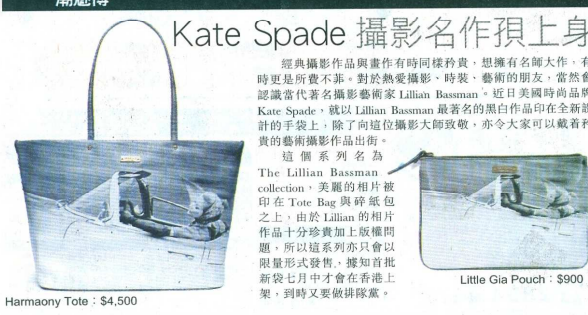 Kate Spade 攝影名作孭上身
經典攝影作品與畫作有時同樣矜貴，想擁有名師大作，有
時更是所費不菲。對於熱愛攝影、時裝、藝術的朋友，當然會
認識當代著名攝影藝術家 Lillian Bassman。近日美國時尚品牌
Kate Spade，就以 Lillian Bassman 最著名的黑白作品印在全新設
計的手袋上，除了向這位攝影大師致敬，亦令大家可以戴着矜
貴的藝術攝影作品出街。
這個系列名為
The Lillian Bassman
collection，美麗的相片被
印在 Tote Bag 與碎紙包
之上，由於 Lillian 的相片
作品十分珍貴加上版權問
題，所以這系列亦只會以
限量形式發售，據知首批
新袋七月中才會在香港上
架，到時又要做排隊黨。
Harmaony Tote：$4,500
Little Gia Pouch：$900